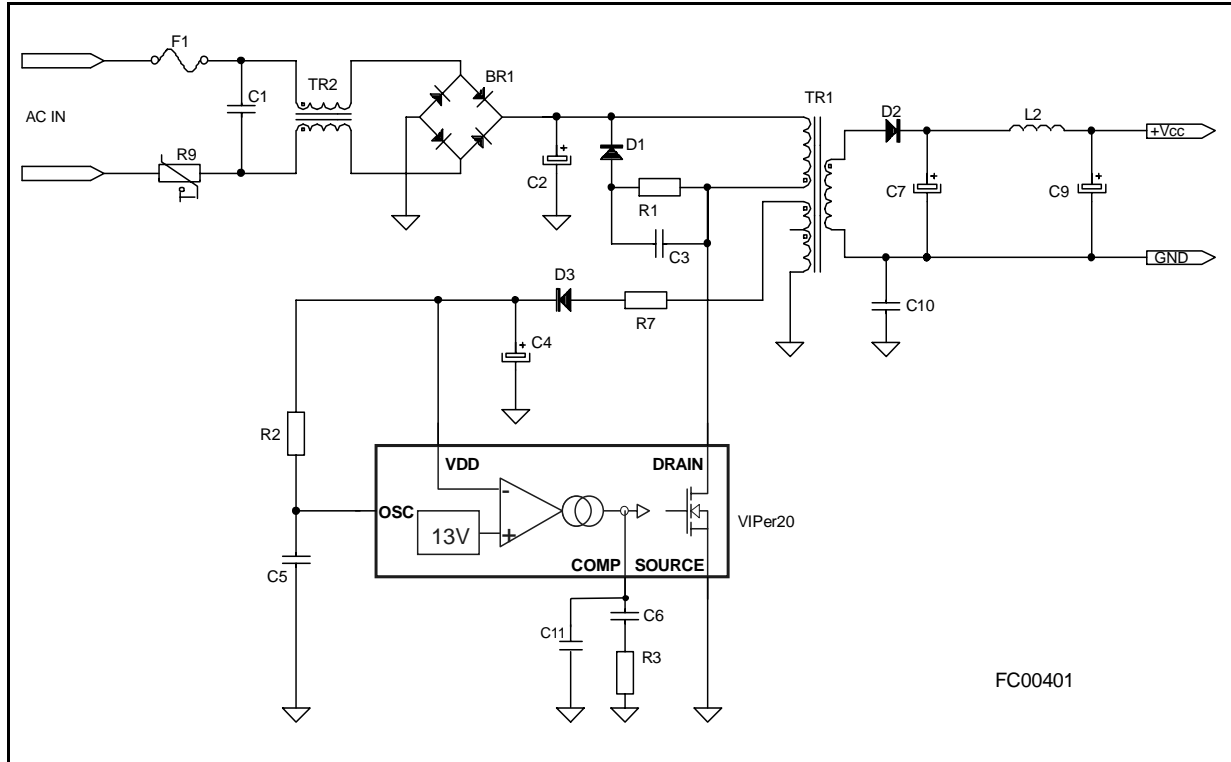 F1
BR1
TR2
C1
TR1
D2
L2
+Vcc
AC IN
R9
T°
D1
C2
R1
C7
C9
C3
GND
D3
R7
C10
C4
R2
VDD
DRAIN
OSC
-
13V
+
VIPer20
COMP
SOURCE
C5
C6
C11
R3
FC00401